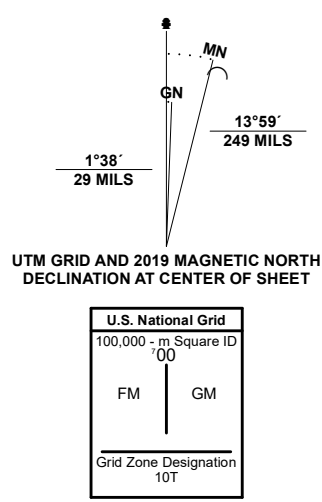 MN
GN
13°59´
249 MILS
1°38´
29 MILS
UTM GRID AND 2019 MAGNETIC NORTH
DECLINATION AT CENTER OF SHEET
U.S. National Grid
100,000 - m Square ID
⁷00
FM GM
Grid Zone Designation
10T